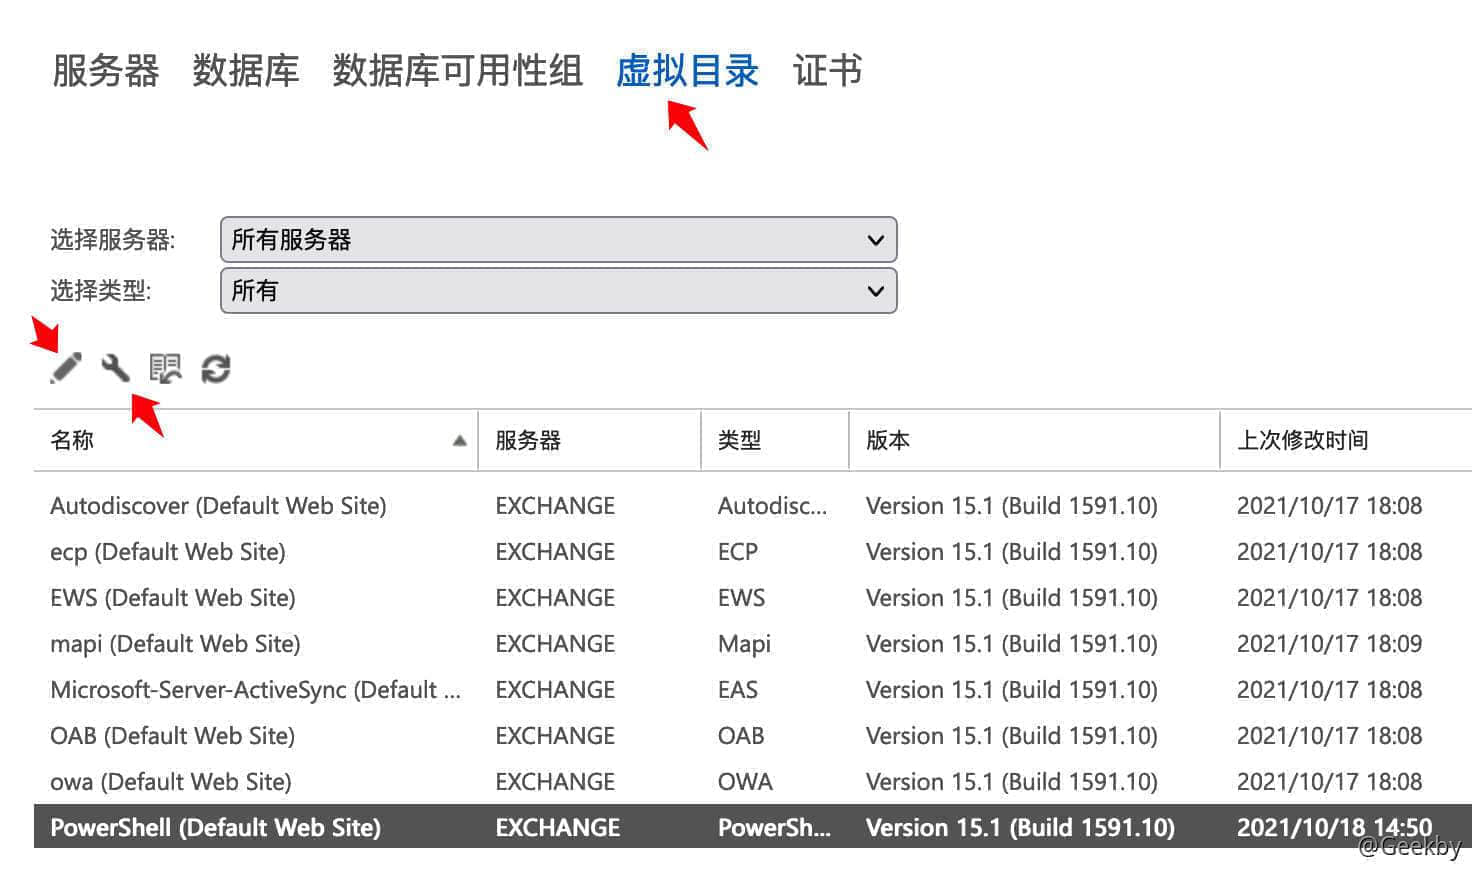 服务器 数据库 数据库可用性组 虚拟目录 证书
选择服务器: 所有服务器
选择类型: 所有
名称 服务器 类型 版本 上次修改时间
Autodiscover (Default Web Site) EXCHANGE Autodisc... Version 15.1 (Build 1591.10) 2021/10/17 18:08
ecp (Default Web Site) EXCHANGE ECP Version 15.1 (Build 1591.10) 2021/10/17 18:08
EWS (Default Web Site) EXCHANGE EWS Version 15.1 (Build 1591.10) 2021/10/17 18:08
mapi (Default Web Site) EXCHANGE Mapi Version 15.1 (Build 1591.10) 2021/10/17 18:09
Microsoft-Server-ActiveSync (Default ... EXCHANGE EAS Version 15.1 (Build 1591.10) 2021/10/17 18:08
OAB (Default Web Site) EXCHANGE OAB Version 15.1 (Build 1591.10) 2021/10/17 18:08
owa (Default Web Site) EXCHANGE OWA Version 15.1 (Build 1591.10) 2021/10/17 18:08
PowerShell (Default Web Site) EXCHANGE PowerSh... Version 15.1 (Build 1591.10) 2021/10/18 14:50
@Geekby